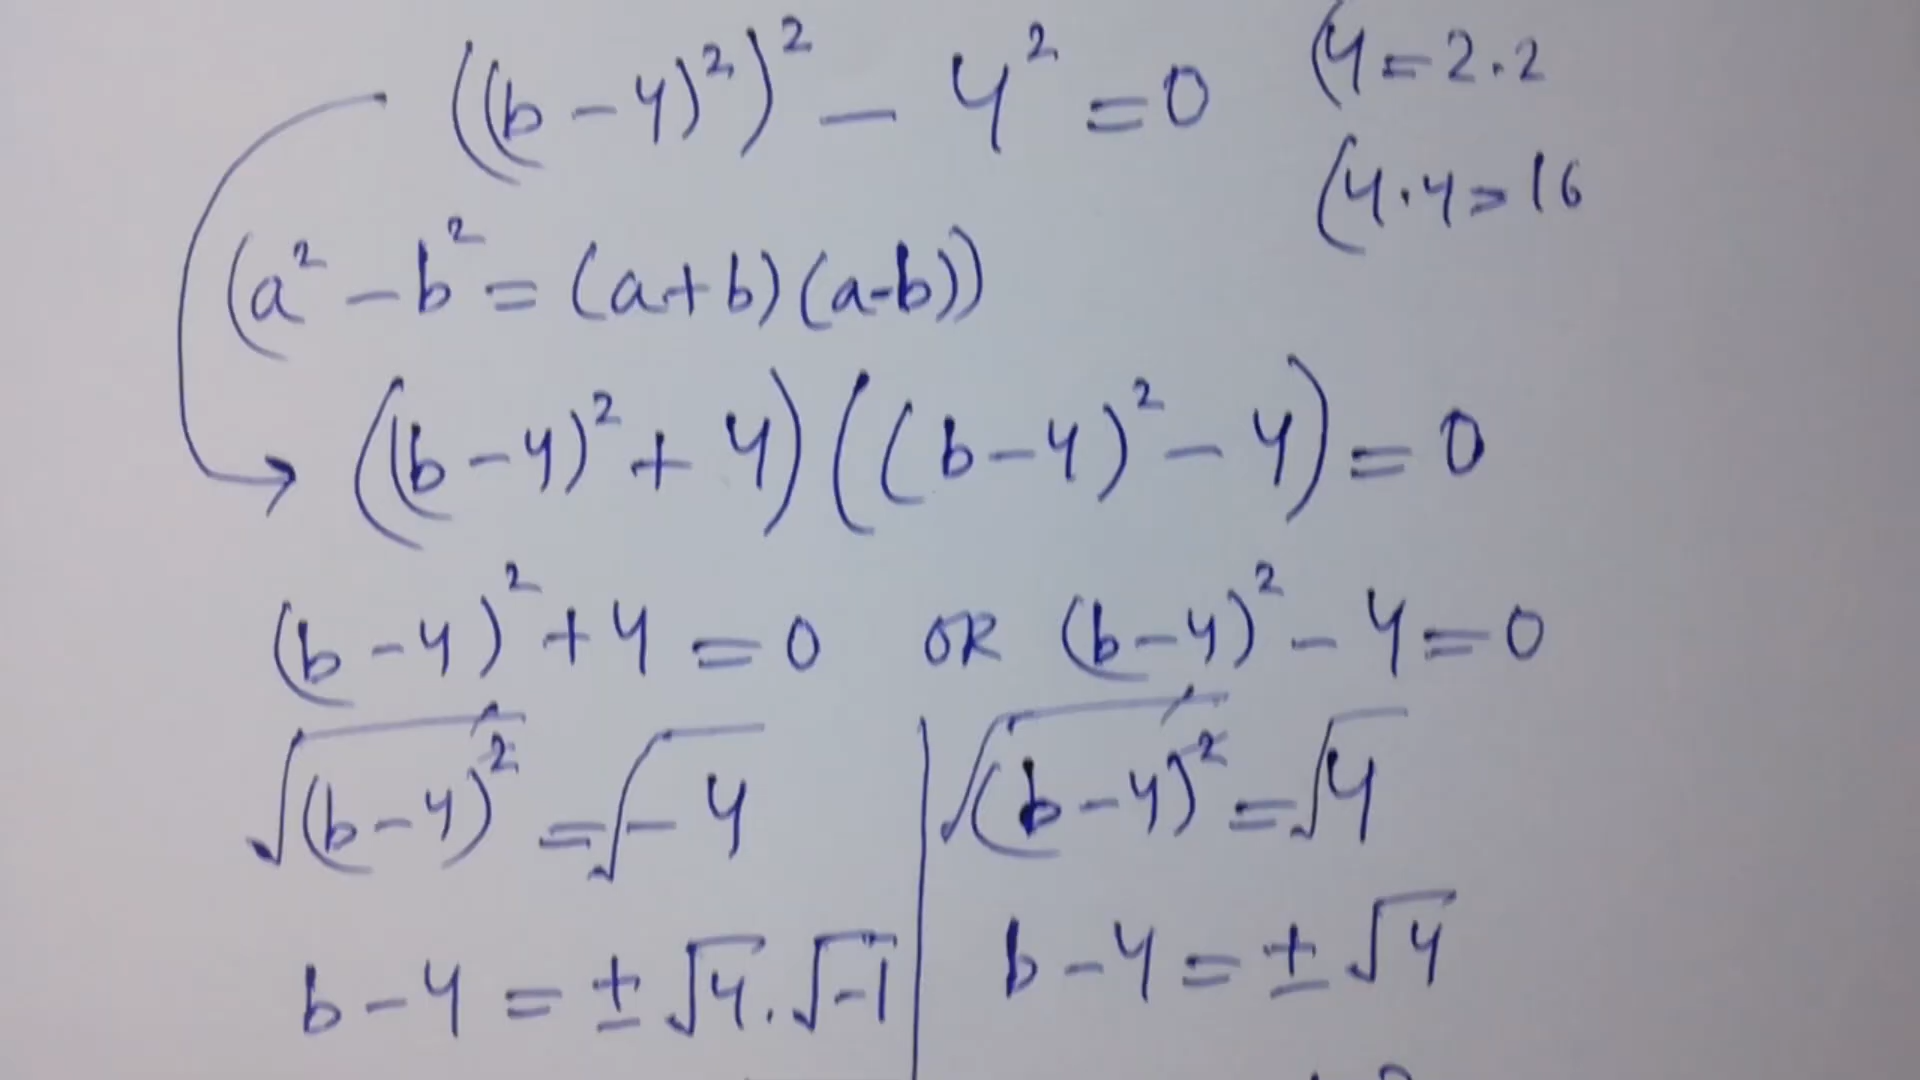 ((b-4)²)² - 4² = 0 (4=2.2
(4.4=16
(a² - b² = (a+b)(a-b))
((b-4)² + 4)((b-4)² - 4) = 0
(b-4)² + 4 = 0 OR (b-4)² - 4 = 0
√(b-4)² = √-4 √(b-4)² = √4
b-4 = ± √4 . √-1 b-4 = ± √4